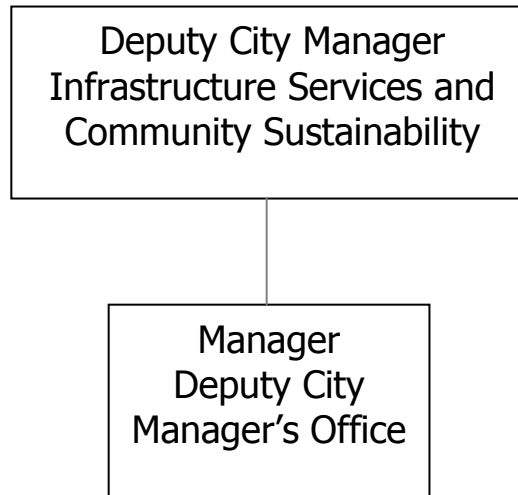 Deputy City Manager
Infrastructure Services and
Community Sustainability
Manager
Deputy City
Manager’s Office